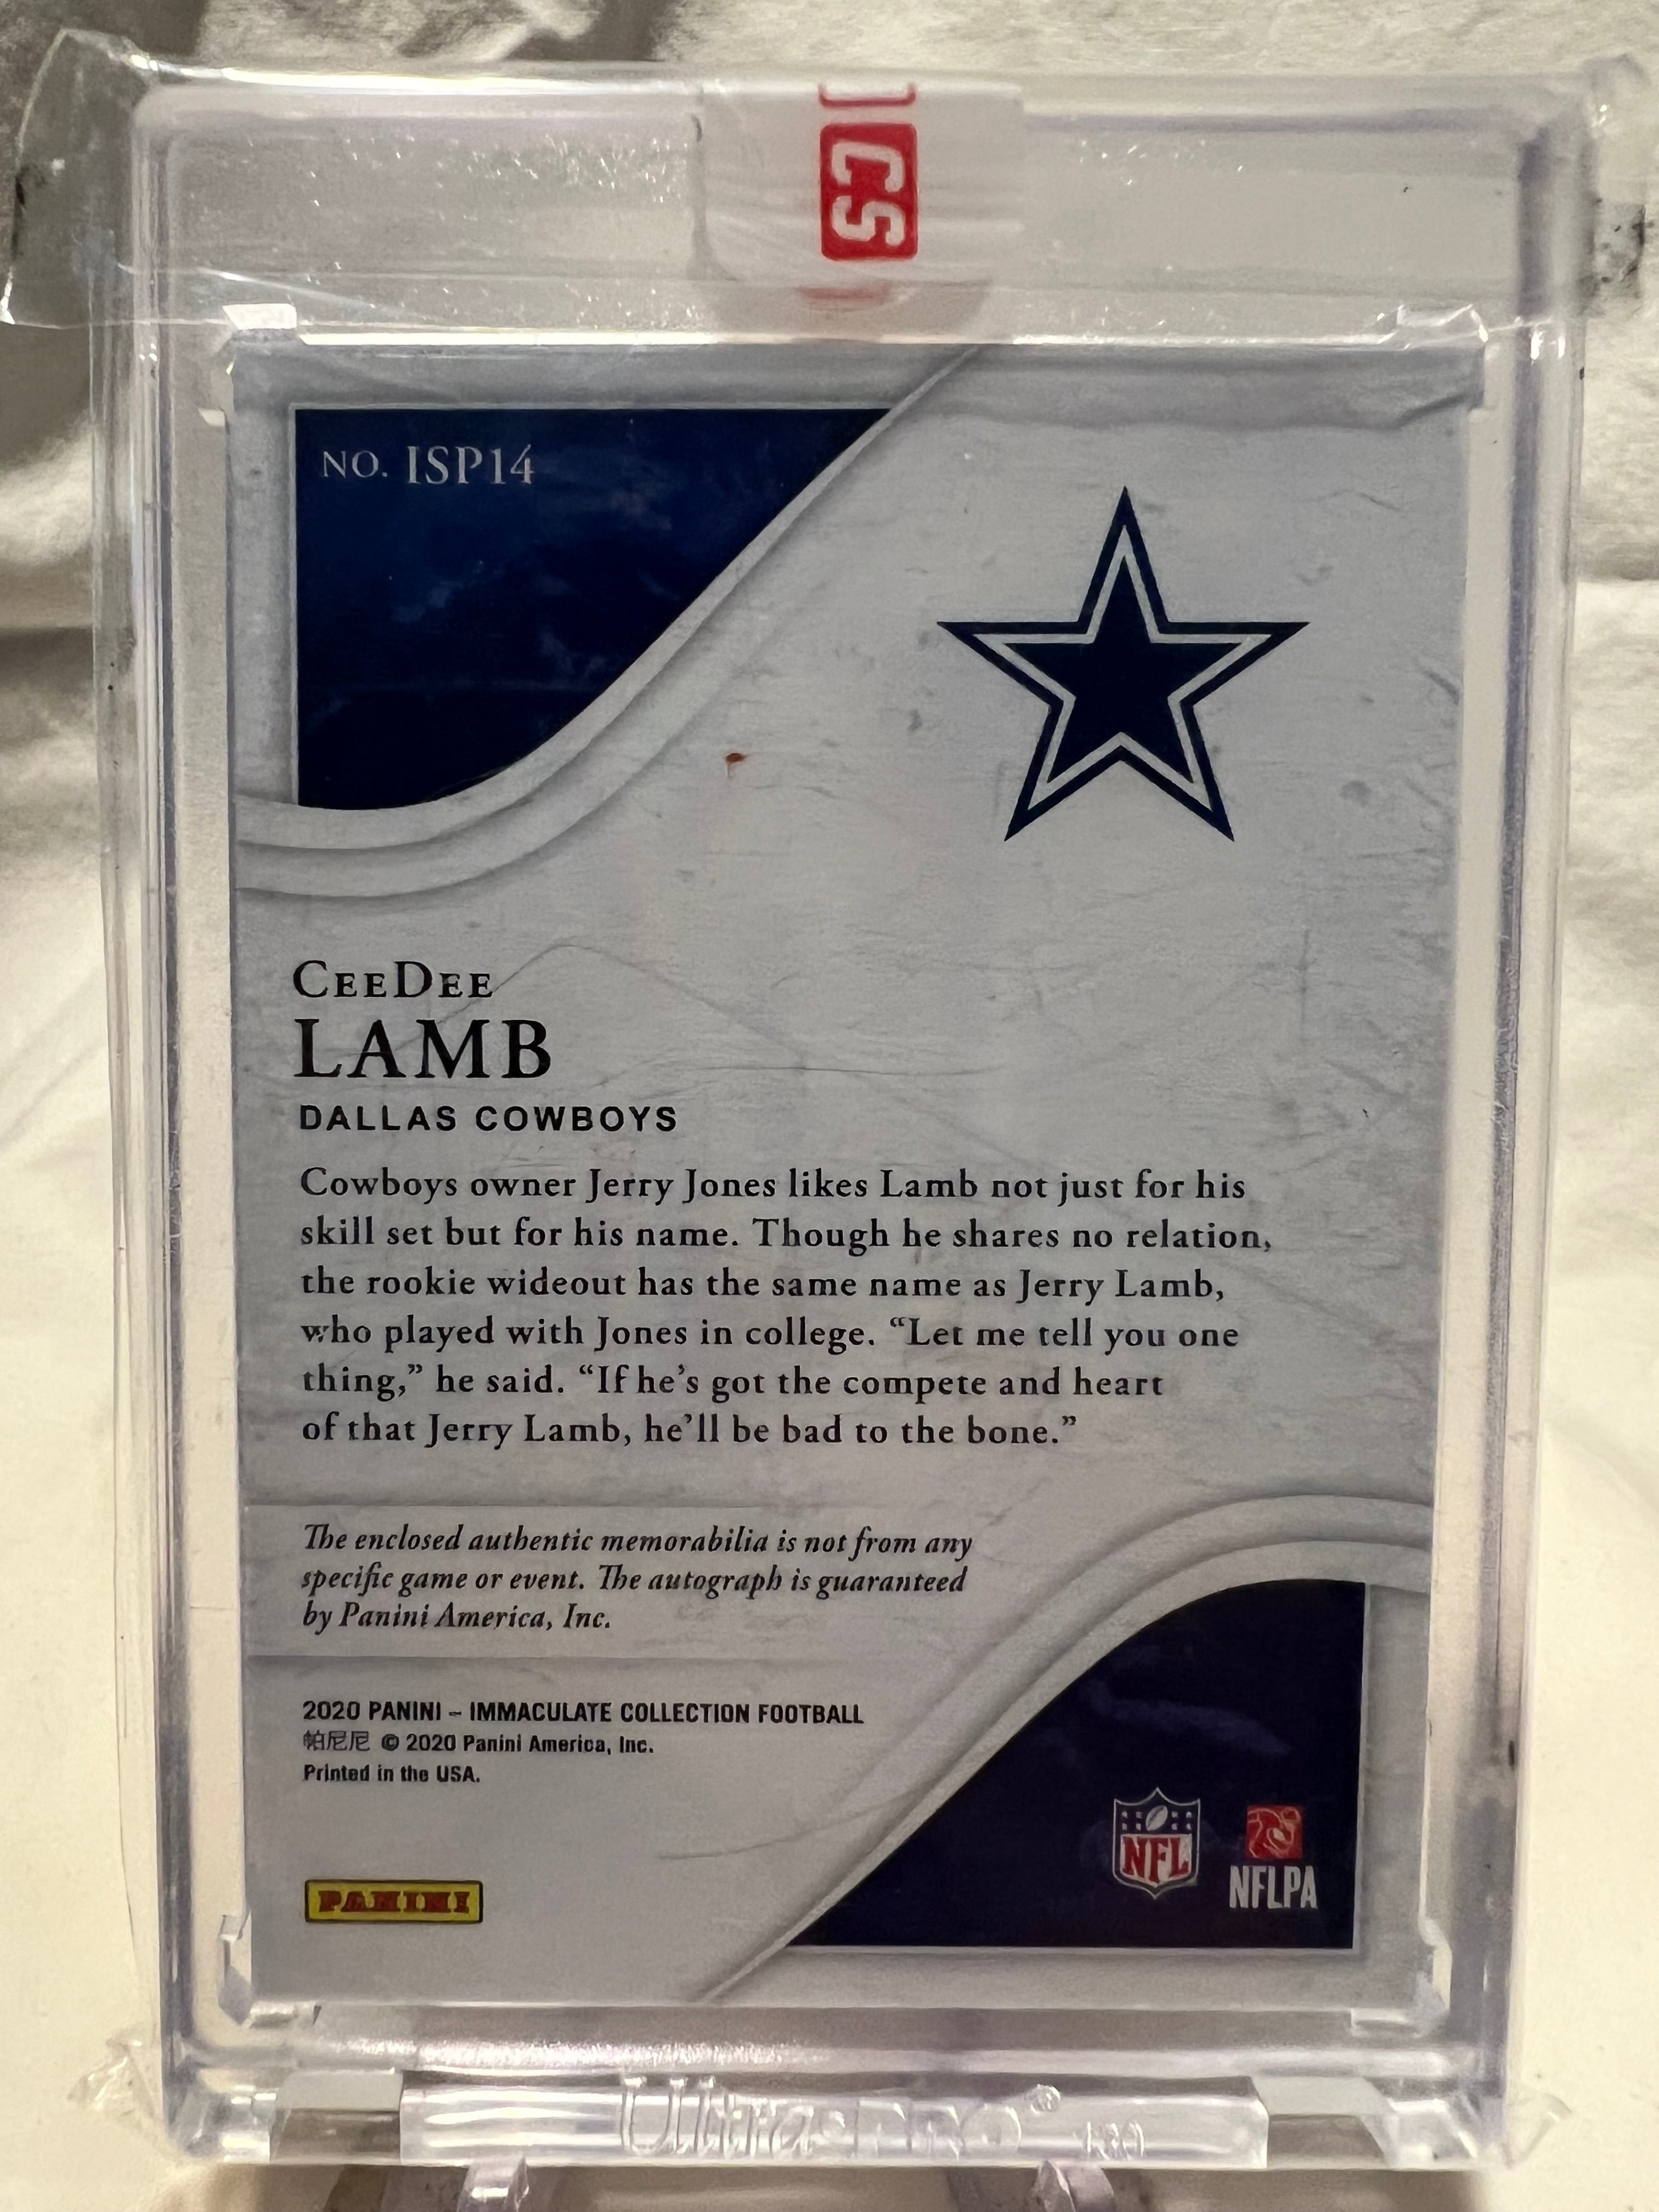 CS
NO. ISP14
CEEDEE
LAMB
DALLAS COWBOYS
Cowboys owner Jerry Jones likes Lamb not just for his
skill set but for his name. Though he shares no relation,
the rookie wideout has the same name as Jerry Lamb,
who played with Jones in college. “Let me tell you one
thing,” he said. “If he’s got the compete and heart
of that Jerry Lamb, he’ll be bad to the bone.”
The enclosed authentic memorabilia is not from any
specific game or event. The autograph is guaranteed
by Panini America, Inc.
2020 PANINI – IMMACULATE COLLECTION FOOTBALL
帕尼尼 © 2020 Panini America, Inc.
Printed in the USA.
NFL
NFLPA
PANINI
Ultra PRO®